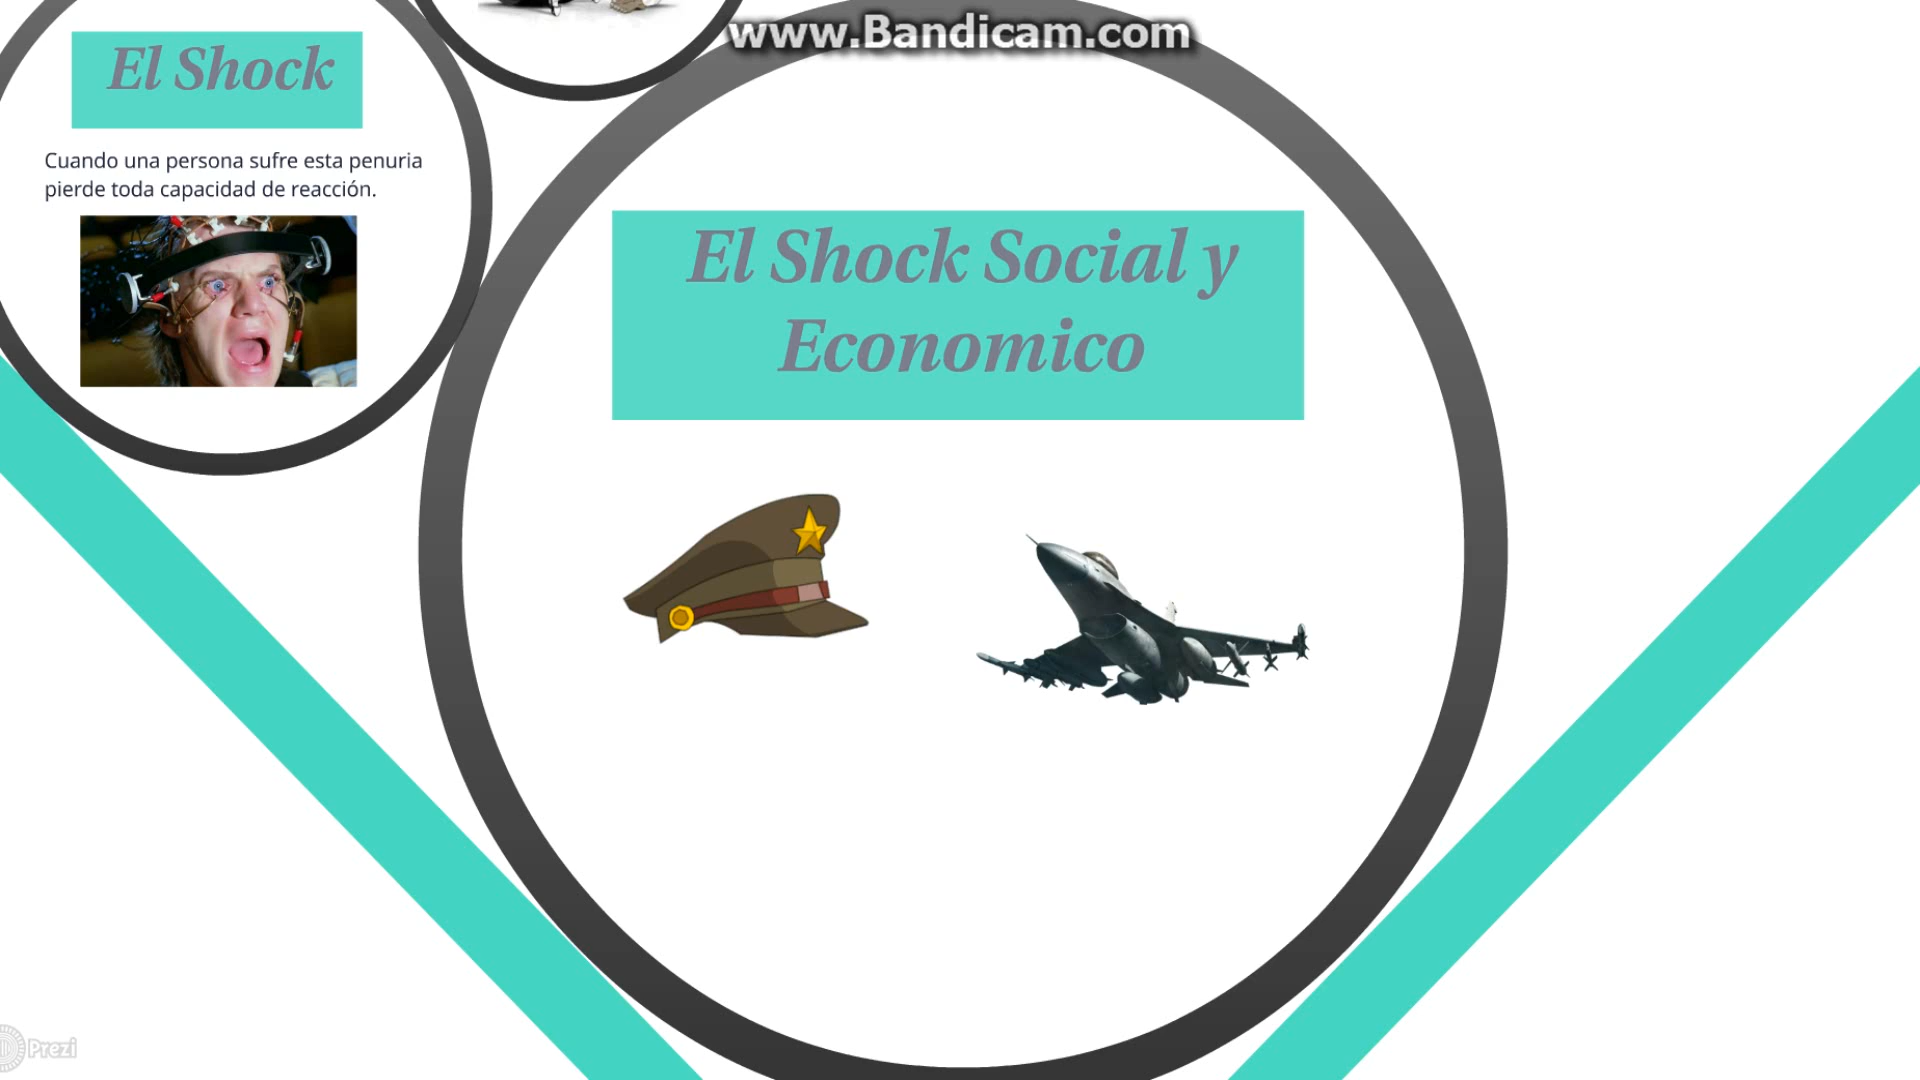 www.Bandicam.com
El Shock
Cuando una persona sufre esta penuria
pierde toda capacidad de reacción.
El Shock Social y
Economico
Prezi